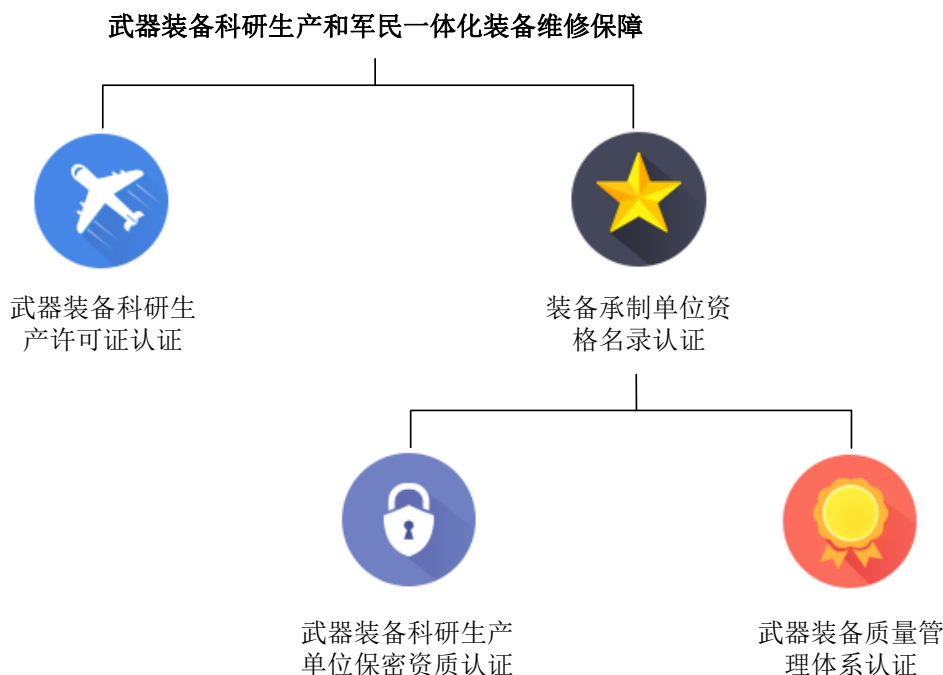 武器装备科研生产和军民一体化装备维修保障
武器装备科研生
产许可证认证
装备承制单位资
格名录认证
武器装备科研生产
单位保密资质认证
武器装备质量管
理体系认证